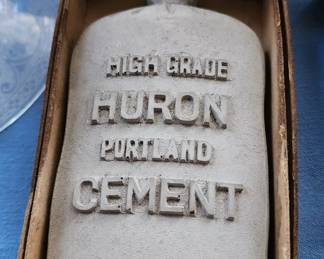 HIGH GRADE
HURON
PORTLAND
CEMENT